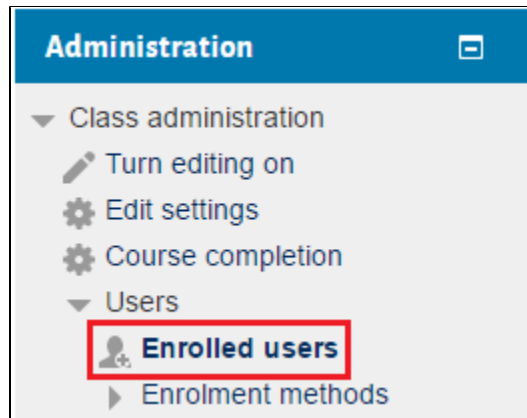 Administration
Class administration
Turn editing on
Edit settings
Course completion
Users
Enrolled users
Enrolment methods